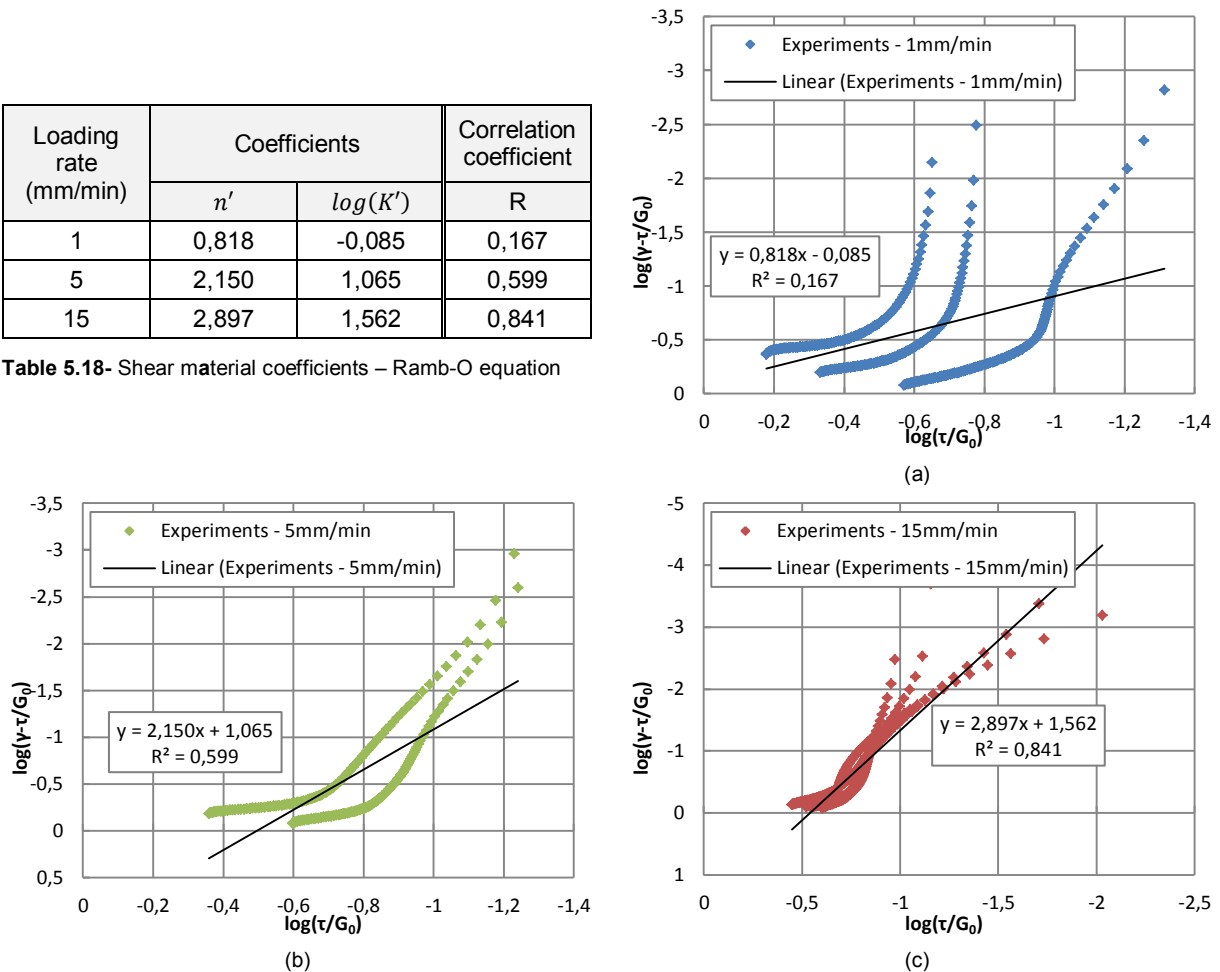 Loading rate (mm/min)
Coefficients
Correlation coefficient
n′
log(K′)
R
1
0,818
-0,085
0,167
5
2,150
1,065
0,599
15
2,897
1,562
0,841
Table 5.18- Shear material coefficients – Ramb-O equation
-3,5
-3
-2,5
-2
-1,5
-1
-0,5
0
log(γ-τ/G₀)
Experiments - 1mm/min
Linear (Experiments - 1mm/min)
y = 0,818x - 0,085
R² = 0,167
0
-0,2
-0,4
-0,6
-0,8
-1
-1,2
-1,4
log(τ/G₀)
(a)
-3,5
-3
-2,5
-2
-1,5
-1
-0,5
0
0,5
log(γ-τ/G₀)
Experiments - 5mm/min
Linear (Experiments - 5mm/min)
y = 2,150x + 1,065
R² = 0,599
0
-0,2
-0,4
-0,6
-0,8
-1
-1,2
-1,4
log(τ/G₀)
(b)
-5
-4
-3
-2
-1
0
1
log(γ-τ/G₀)
Experiments - 15mm/min
Linear (Experiments - 15mm/min)
y = 2,897x + 1,562
R² = 0,841
0
-0,5
-1
-1,5
-2
-2,5
log(τ/G₀)
(c)